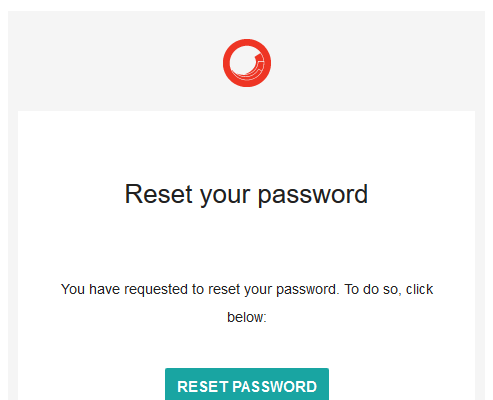 Reset your password
You have requested to reset your password. To do so, click
below:
RESET PASSWORD